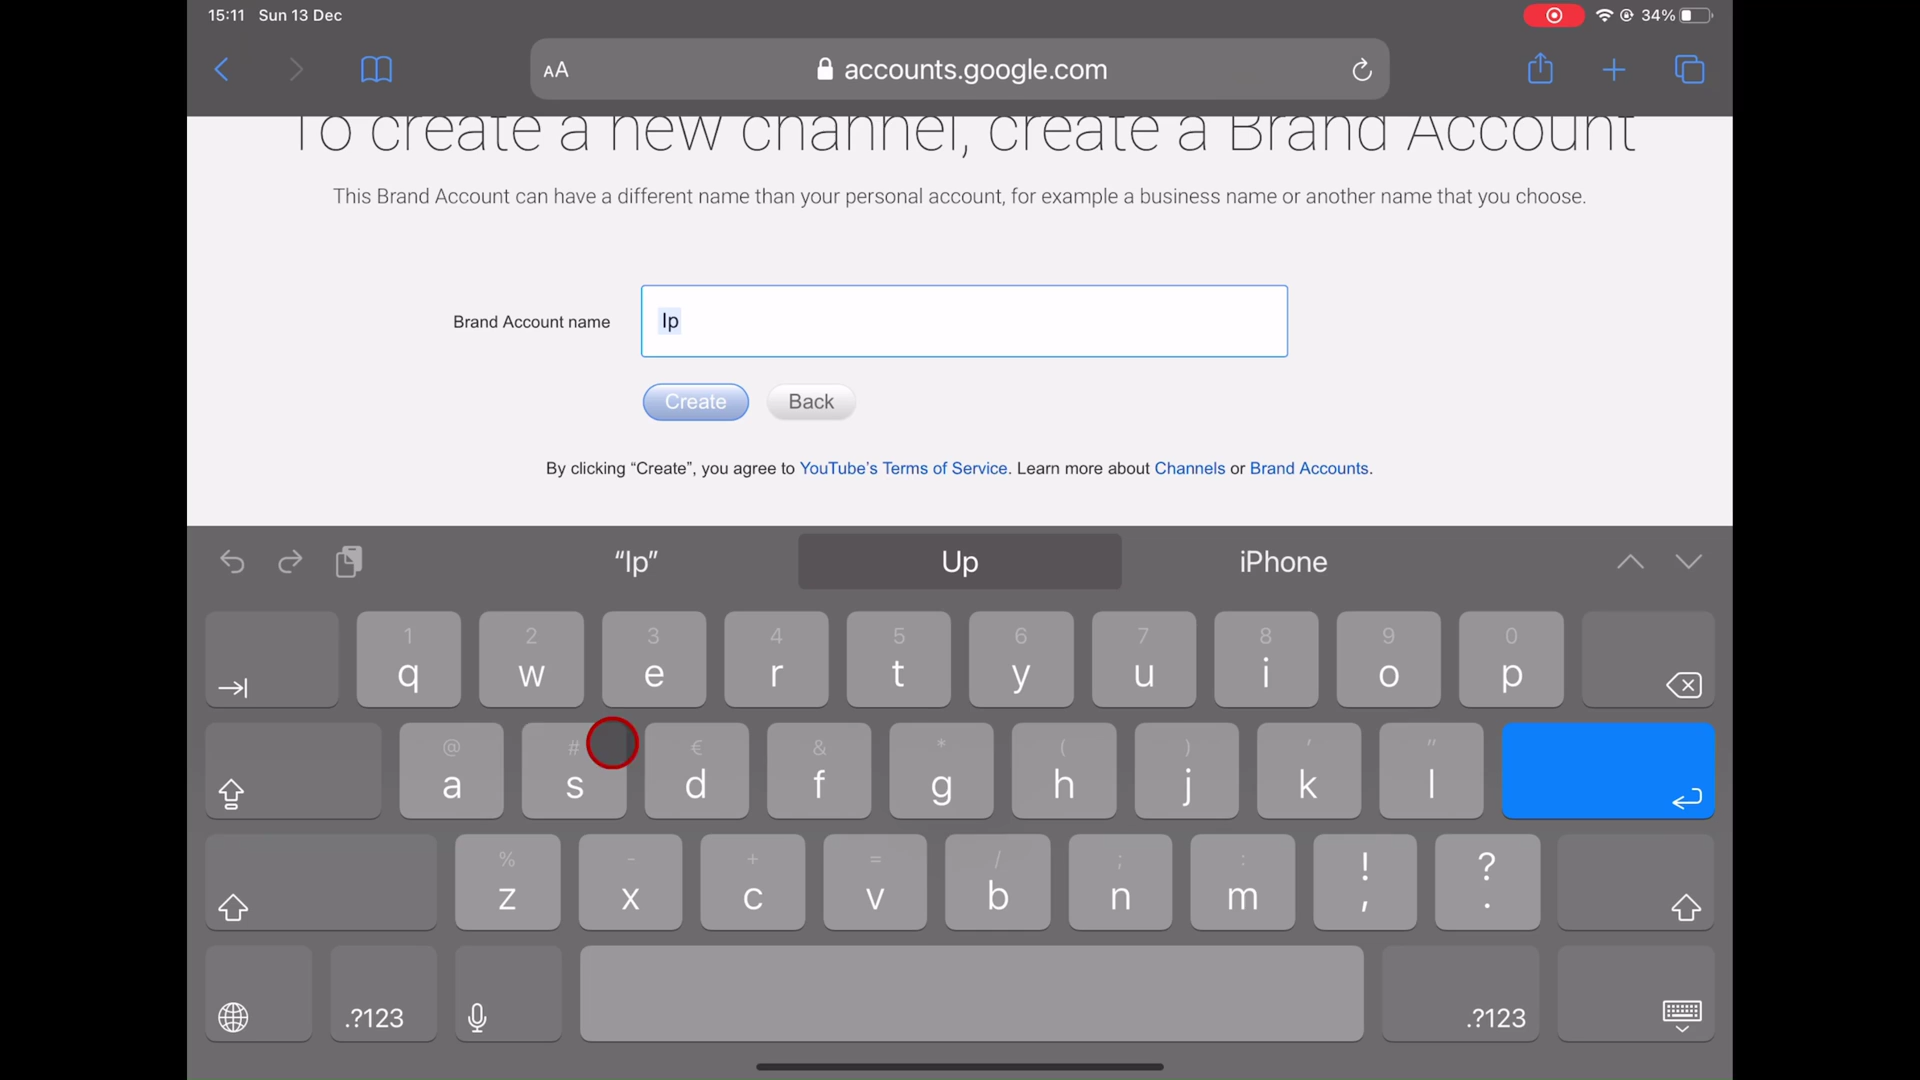 15:11 Sun 13 Dec 34%
AA accounts.google.com
To create a new channel, create a Brand Account
This Brand Account can have a different name than your personal account, for example a business name or another name that you choose.
Brand Account name Ip
Create Back
By clicking “Create”, you agree to YouTube’s Terms of Service. Learn more about Channels or Brand Accounts.
“Ip” Up iPhone
1 2 3 4 5 6 7 8 9 0
q w e r t y u i o p
@ # € & * ( ) ' "
a s d f g h j k l
% - + = / ; : ! ?
z x c v b n m , .
.?123 .?123